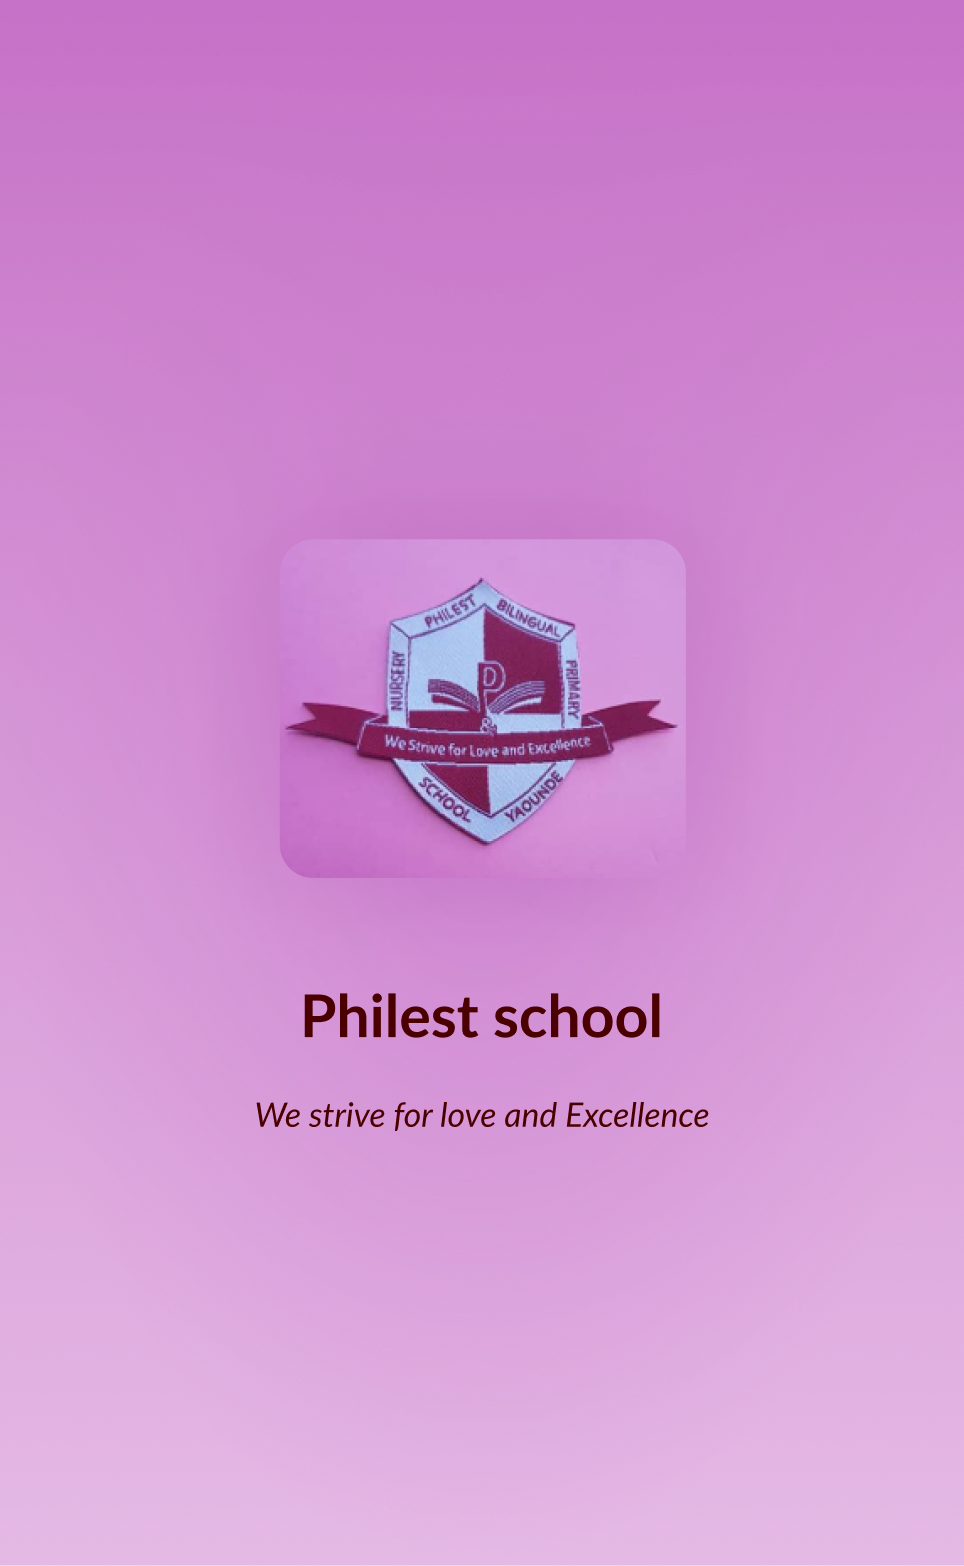 PHILEST BILINGUAL
NURSERY
PRIMARY
P
&
We Strive for Love and Excellence
SCHOOL YAOUNDE
Philest school
We strive for love and Excellence